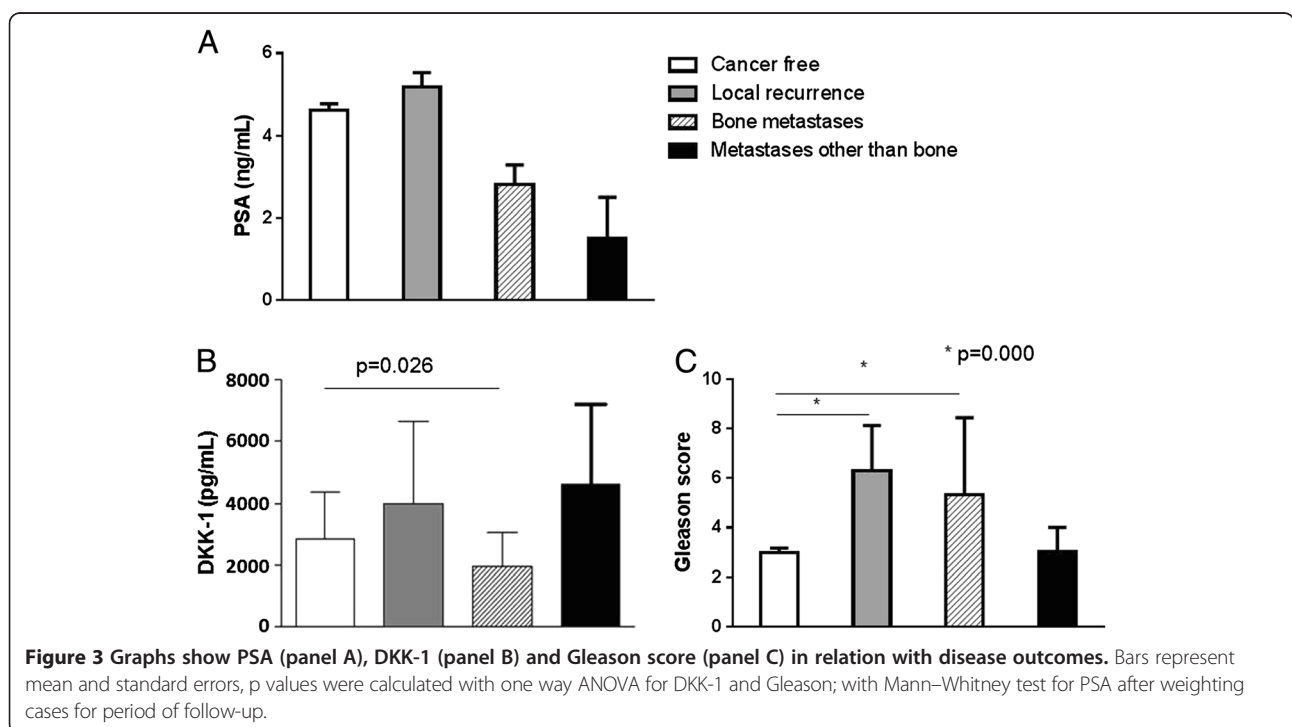 A
6
4
2
0
PSA (ng/mL)
Cancer free
Local recurrence
Bone metastases
Metastases other than bone
B
p=0.026
8000
6000
4000
2000
0
DKK-1 (pg/mL)
C
* p=0.000
*
*
10
8
6
4
2
0
Gleason score
Figure 3 Graphs show PSA (panel A), DKK-1 (panel B) and Gleason score (panel C) in relation with disease outcomes. Bars represent
mean and standard errors, p values were calculated with one way ANOVA for DKK-1 and Gleason; with Mann–Whitney test for PSA after weighting
cases for period of follow-up.